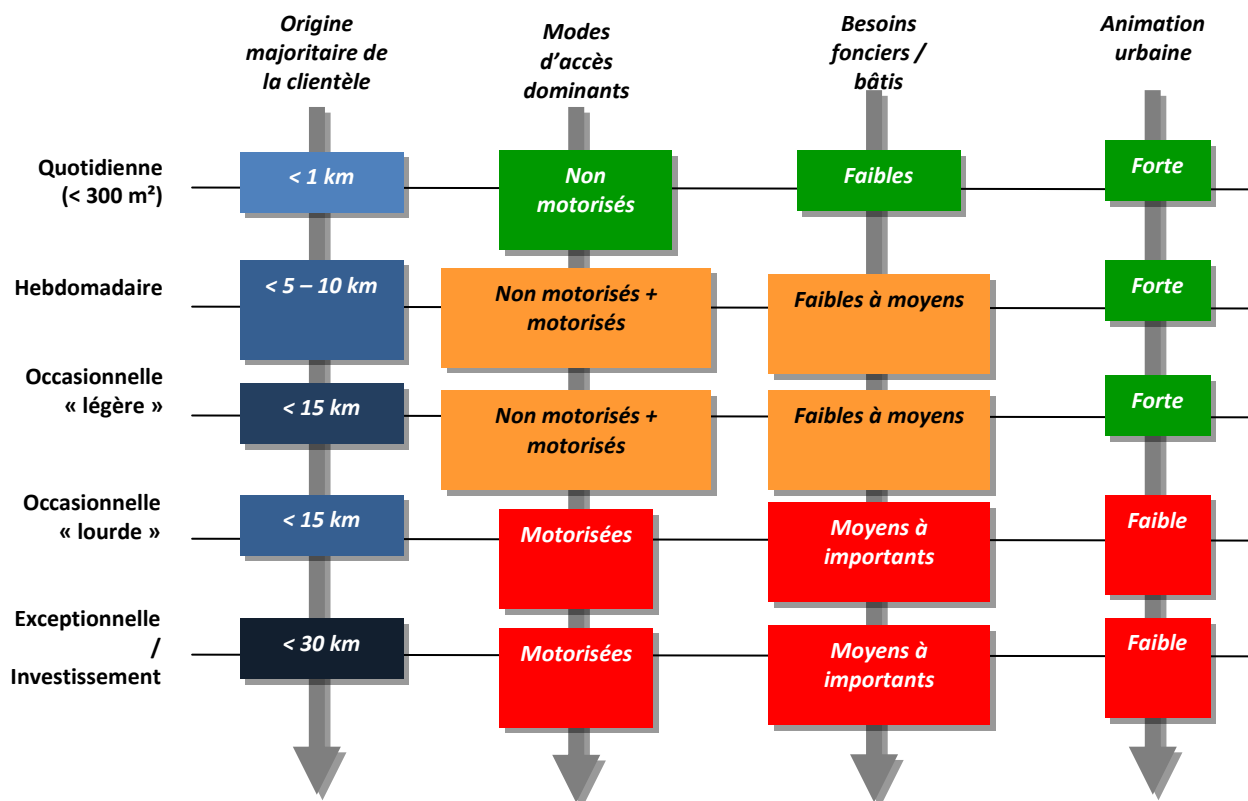 Origine
majoritaire de
la clientèle
Modes
d’accès
dominants
Besoins
fonciers /
bâtis
Animation
urbaine
Quotidienne
(< 300 m²)
< 1 km
Non
motorisés
Faibles
Forte
Hebdomadaire
< 5 – 10 km
Non motorisés +
motorisés
Faibles à moyens
Forte
Occasionnelle
« légère »
< 15 km
Non motorisés +
motorisés
Faibles à moyens
Forte
Occasionnelle
« lourde »
< 15 km
Motorisées
Moyens à
importants
Faible
Exceptionnelle
/
Investissement
< 30 km
Motorisées
Moyens à
importants
Faible